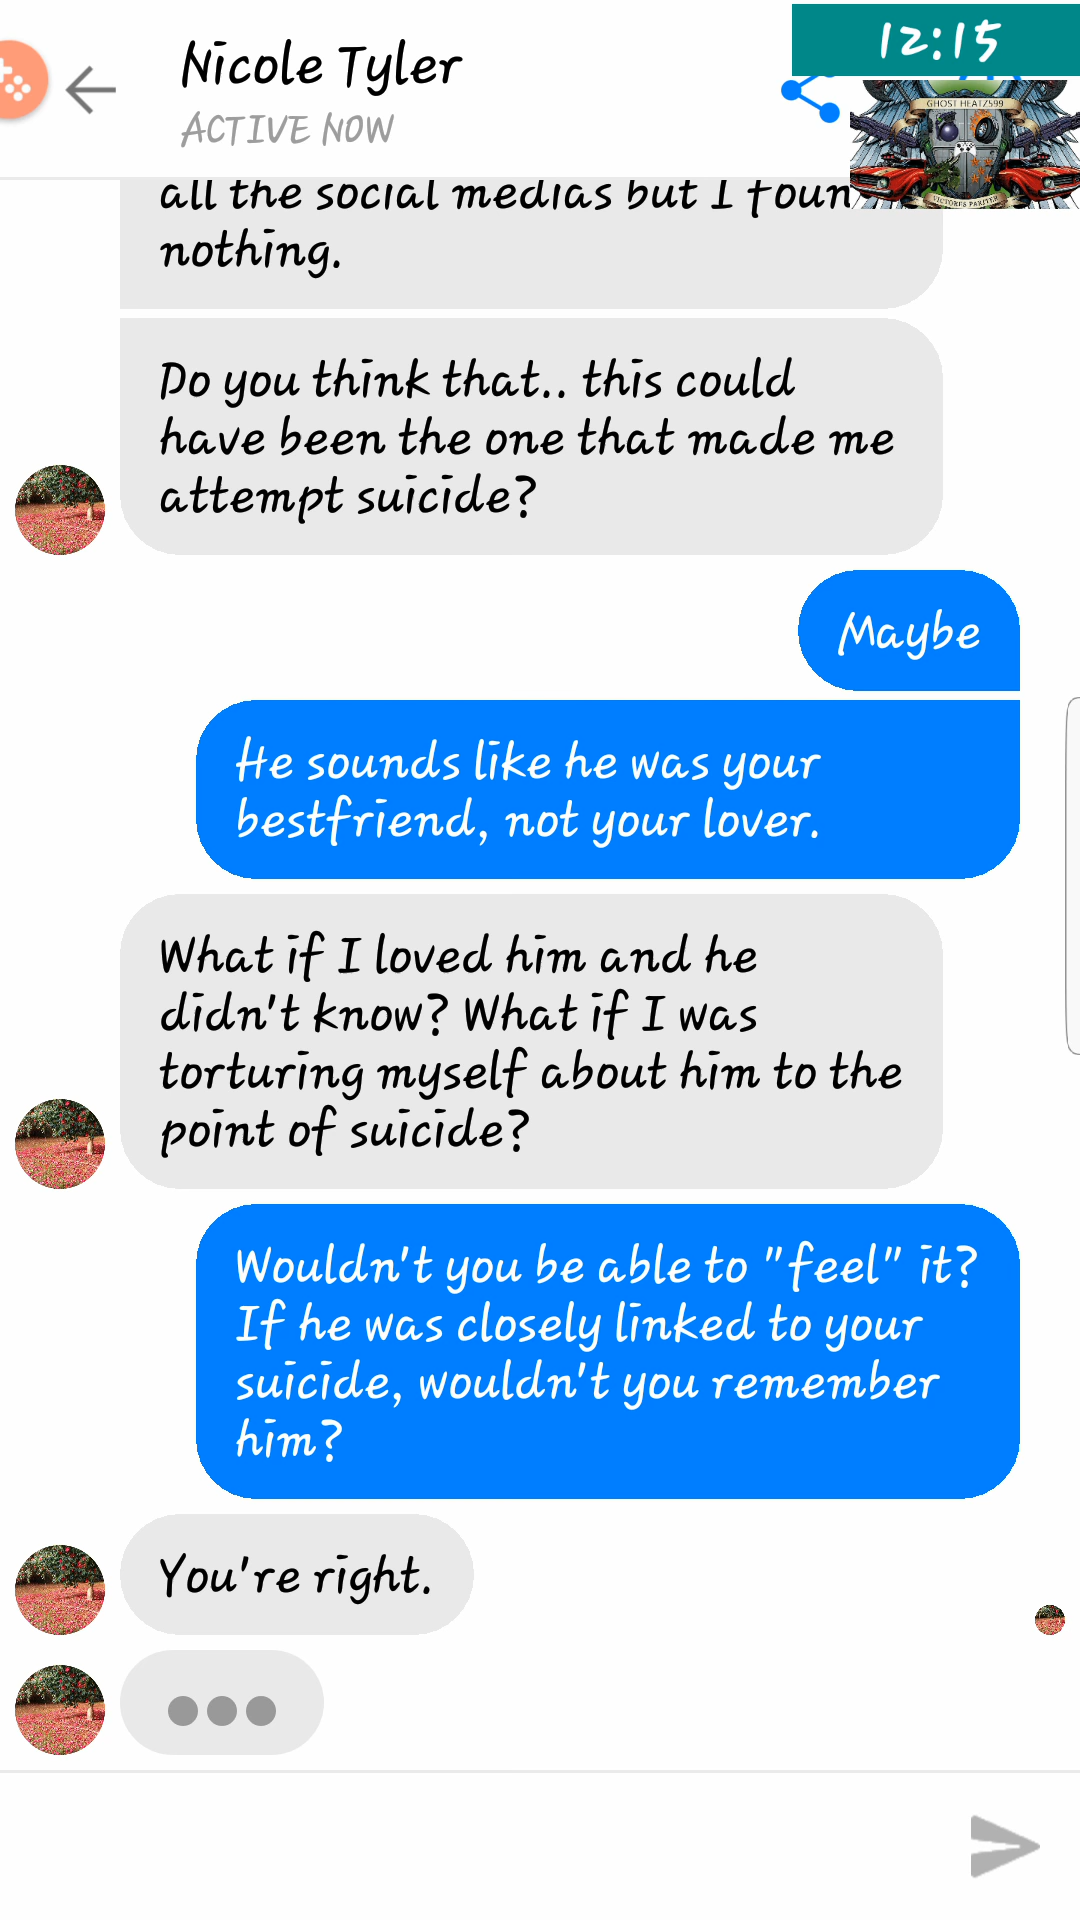 Nicole Tyler
ACTIVE NOW
12:15
GHOST HEATZ599
VICTORES PARITER
all the social medias but I foun
nothing.
Do you think that.. this could
have been the one that made me
attempt suicide?
Maybe
He sounds like he was your
bestfriend, not your lover.
What if I loved him and he
didn't know? What if I was
torturing myself about him to the
point of suicide?
Wouldn't you be able to "feel" it?
If he was closely linked to your
suicide, wouldn't you remember
him?
You're right.